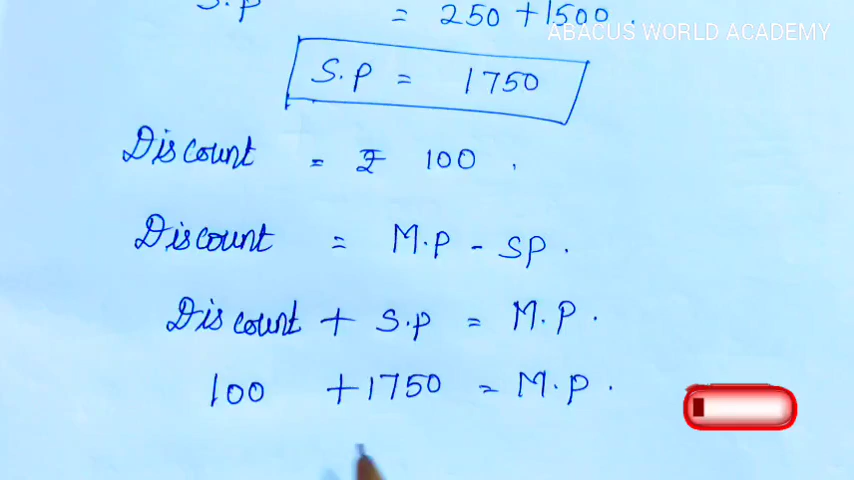 S.P = 250 + 1500.
ABACUS WORLD ACADEMY
S.P = 1750
Discount = ₹ 100.
Discount = M.P - SP.
Discount + S.P = M.P.
100 + 1750 = M.P.